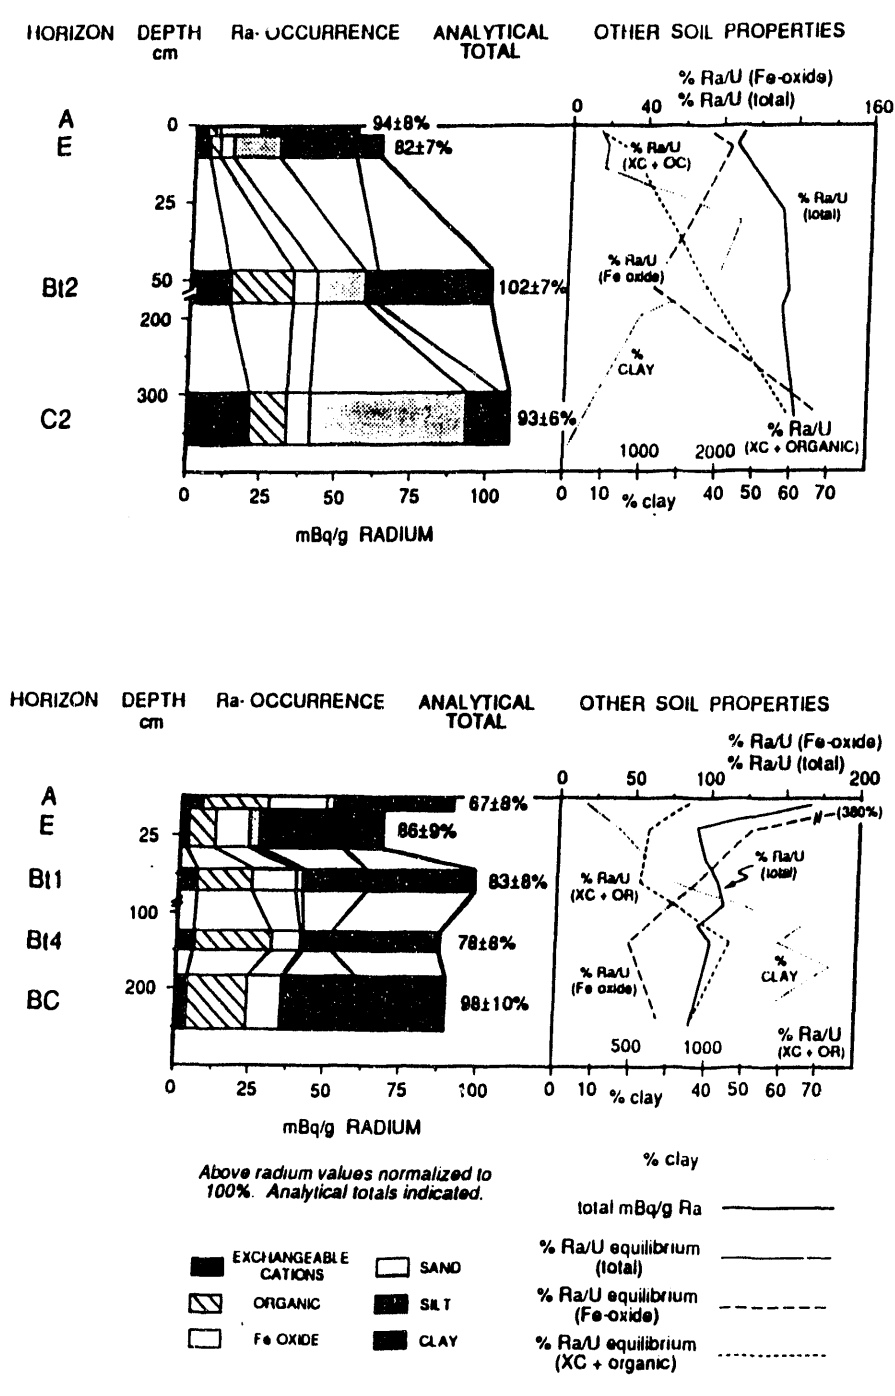 HORIZON DEPTH Ra- OCCURRENCE ANALYTICAL OTHER SOIL PROPERTIES
cm TOTAL
% Ra/U (Fe-oxide)
% Ra/U (total)
0 40 160
A 0 94±8%
E 82±7%
% Ra/U
(XC + OC)
25
% Ra/U
(total)
% Ra/U
(Fe oxide)
Bt2 50 102±7%
200
%
CLAY
300
C2 93±6%
% Ra/U
(XC + ORGANIC)
1000 2000
0 25 50 75 100
0 10 % clay 40 50 60 70
mBq/g RADIUM
HORIZON DEPTH Ra- OCCURRENCE ANALYTICAL OTHER SOIL PROPERTIES
cm TOTAL
% Ra/U (Fe-oxide)
% Ra/U (total)
0 50 100 200
A 67±8%
E 25 86±9%
(380%)
% Ra/U
(total)
Bt1 83±8%
% Ra/U
(XC + OR)
100
Bt4 78±8%
%
CLAY
% Ra/U
(Fe oxide)
BC 200 98±10%
% Ra/U
(XC + OR)
500 1000
0 25 50 75 100
0 10 % clay 40 50 60 70
mBq/g RADIUM
Above radium values normalized to
100%. Analytical totals indicated.
% clay
total mBq/g Ra
% Ra/U equilibrium
(total)
% Ra/U equilibrium
(Fe-oxide)
% Ra/U equilibrium
(XC + organic)
EXCHANGEABLE
CATIONS
SAND
ORGANIC
SILT
Fe OXIDE
CLAY